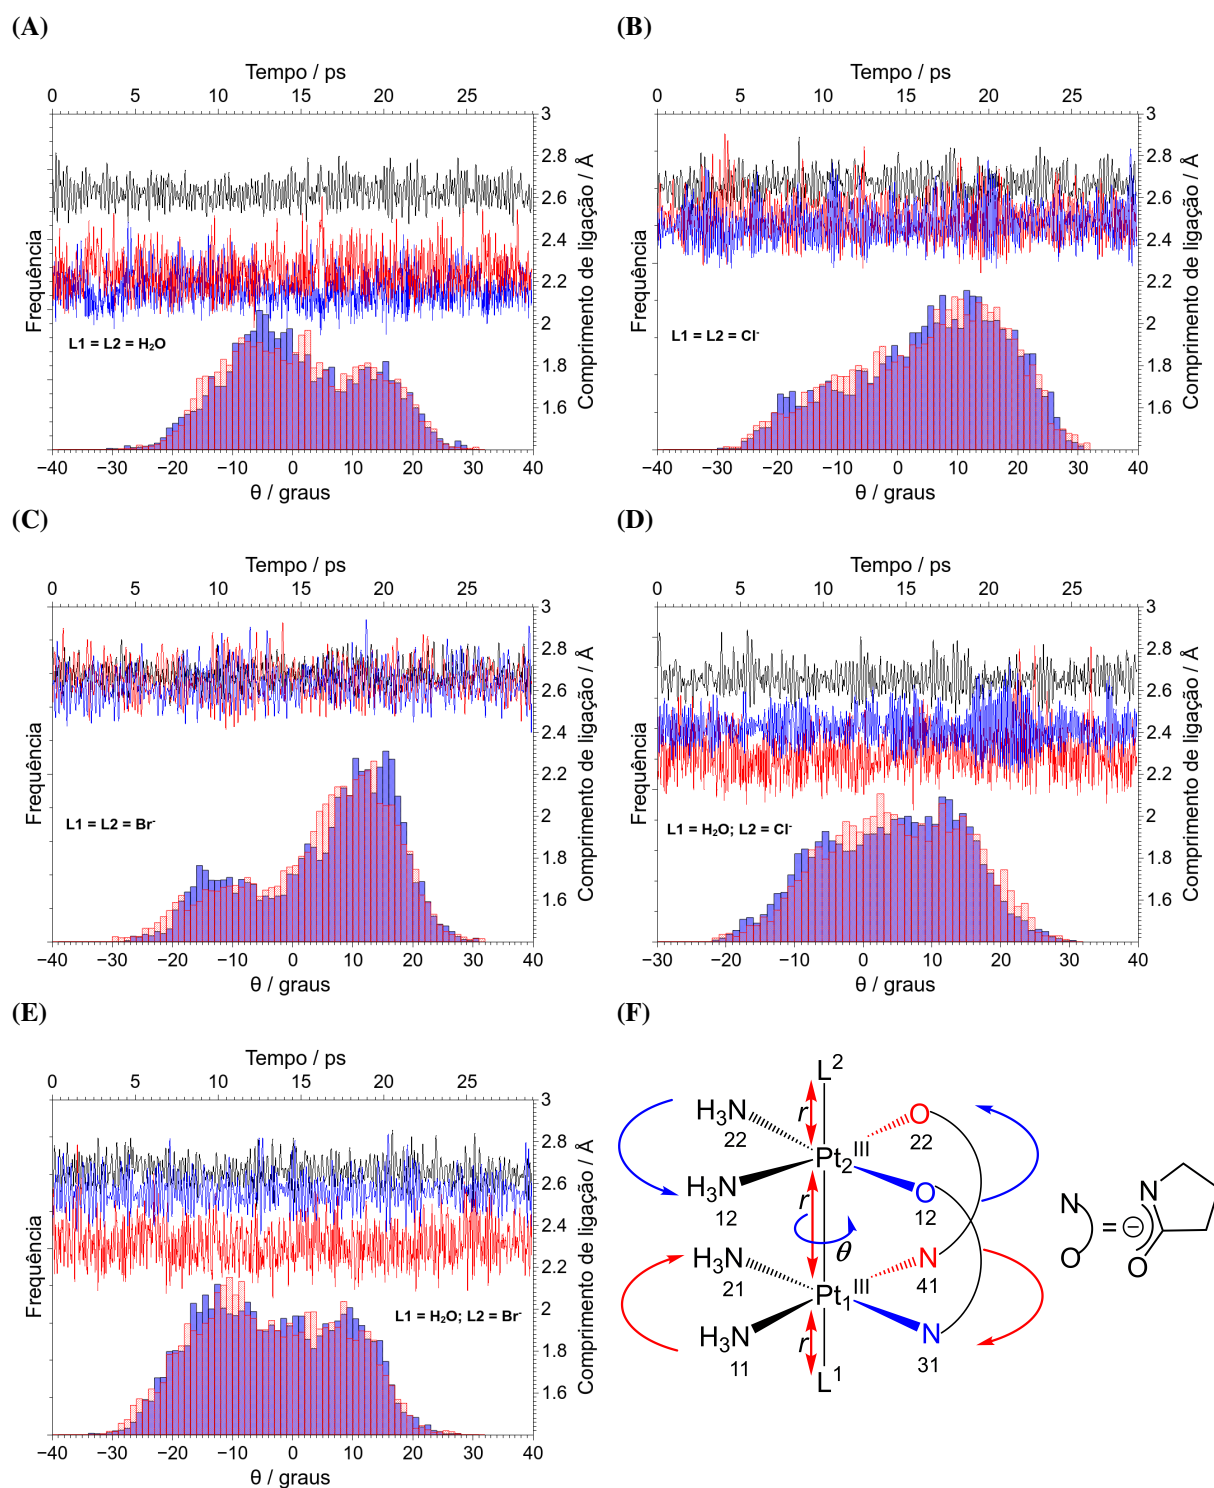 (A)
Tempo / ps
0 5 10 15 20 25
3
2.8
2.6
2.4
2.2
2
1.8
1.6
Frequência
Comprimento de ligação / Å
L1 = L2 = H₂O
−40 −30 −20 −10 0 10 20 30 40
θ / graus
(B)
Tempo / ps
0 5 10 15 20 25
3
2.8
2.6
2.4
2.2
2
1.8
1.6
Frequência
Comprimento de ligação / Å
L1 = L2 = Cl⁻
−40 −30 −20 −10 0 10 20 30 40
θ / graus
(C)
Tempo / ps
0 5 10 15 20 25
3
2.8
2.6
2.4
2.2
2
1.8
1.6
Frequência
Comprimento de ligação / Å
L1 = L2 = Br⁻
−40 −30 −20 −10 0 10 20 30 40
θ / graus
(D)
Tempo / ps
0 5 10 15 20 25
3
2.8
2.6
2.4
2.2
2
1.8
1.6
Frequência
Comprimento de ligação / Å
L1 = H₂O; L2 = Cl⁻
−30 −20 −10 0 10 20 30 40
θ / graus
(E)
Tempo / ps
0 5 10 15 20 25
3
2.8
2.6
2.4
2.2
2
1.8
1.6
Frequência
Comprimento de ligação / Å
L1 = H₂O; L2 = Br⁻
−40 −30 −20 −10 0 10 20 30 40
θ / graus
(F)
L²
H₃N r O
22 III 22
Pt₂
H₃N O
12 r 12
θ
H₃N N
21 III 41
Pt₁
H₃N r N
11 31
L¹
N N
= −
O O